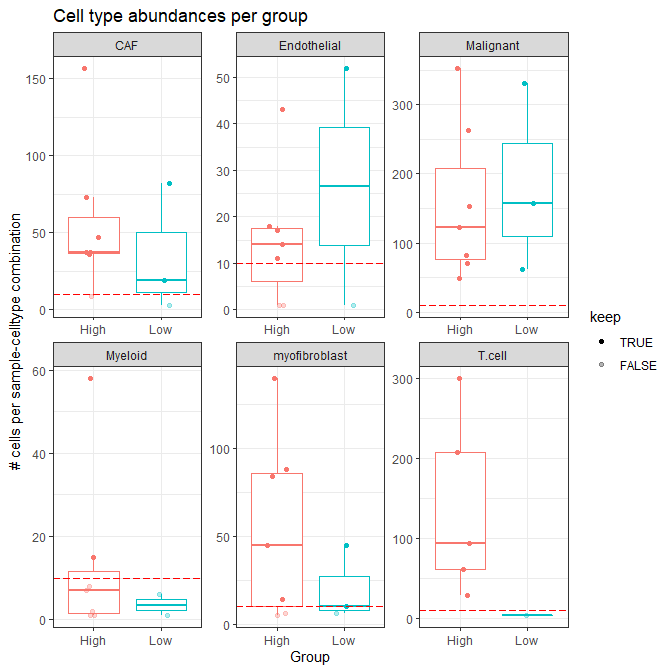 Cell type abundances per group
CAF
Endothelial
Malignant
150
100
50
0
50
40
30
20
10
0
300
200
100
0
High
Low
High
Low
High
Low
Myeloid
myofibroblast
T.cell
60
40
20
0
100
50
0
300
200
100
0
High
Low
High
Low
High
Low
Group
# cells per sample-celltype combination
keep
TRUE
FALSE